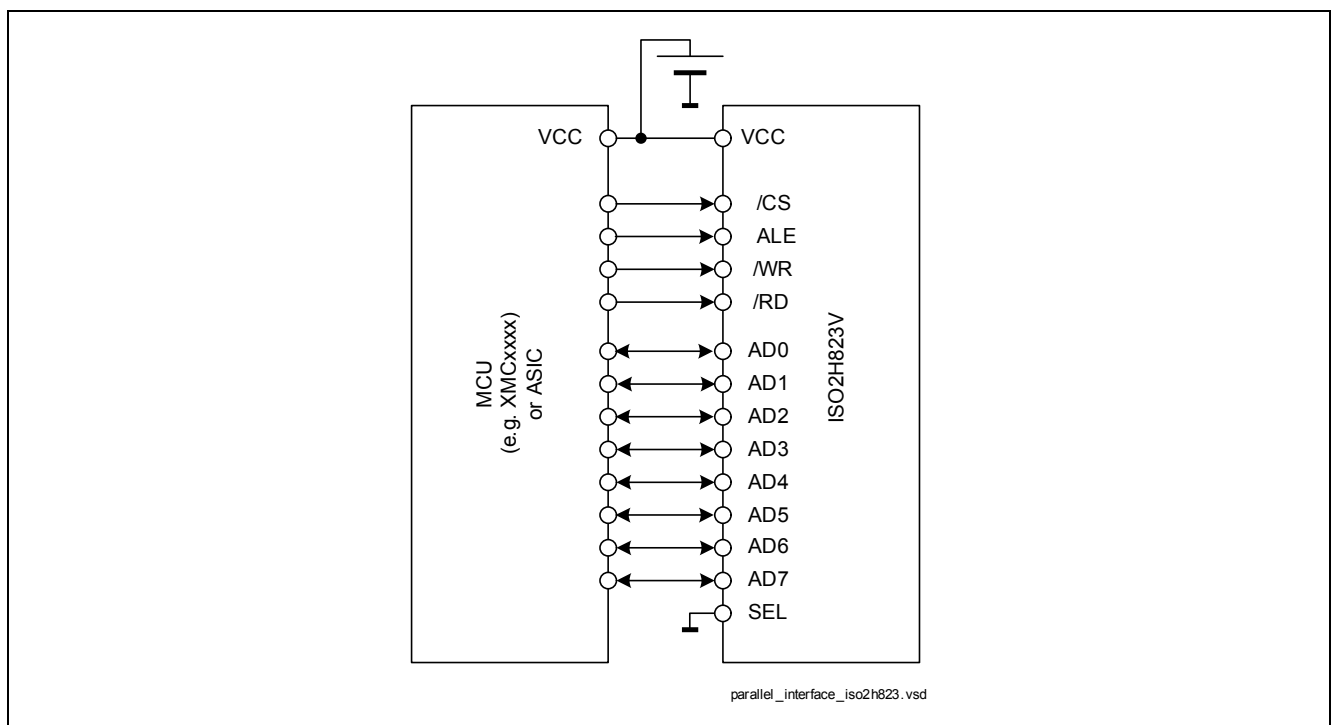 VCC
VCC
/CS
ALE
/WR
/RD
AD0
AD1
AD2
AD3
AD4
AD5
AD6
AD7
SEL
MCU
(e.g. XMCxxxx)
or ASIC
ISO2H823V
parallel_interface_iso2h823.vsd